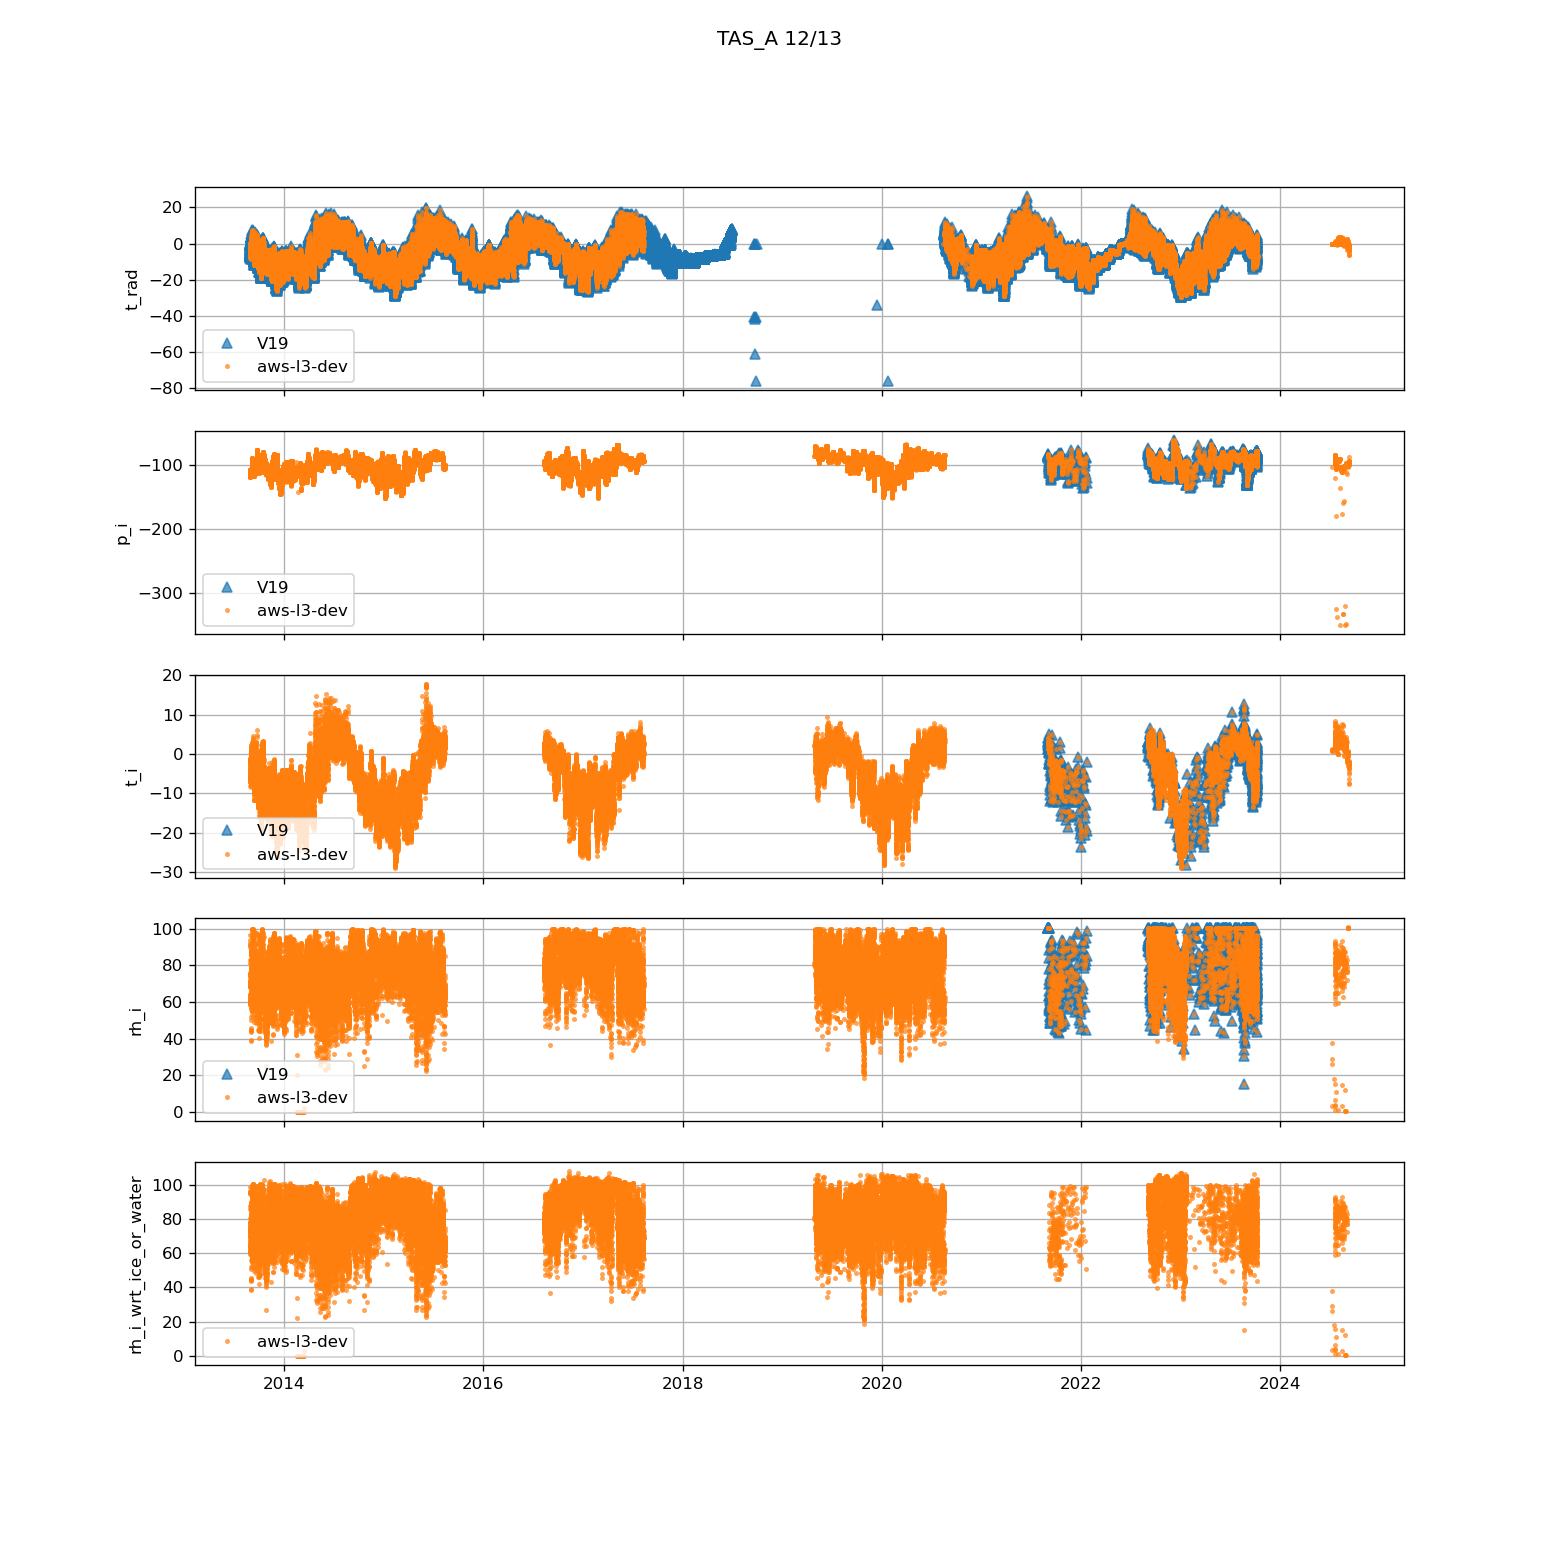 TAS_A 12/13
20
0
−20
−40
−60
−80
t_rad
V19
aws-l3-dev
−100
−200
−300
p_i
V19
aws-l3-dev
20
10
0
−10
−20
−30
t_i
V19
aws-l3-dev
100
80
60
40
20
0
rh_i
V19
aws-l3-dev
100
80
60
40
20
0
rh_i_wrt_ice_or_water
aws-l3-dev
2014 2016 2018 2020 2022 2024